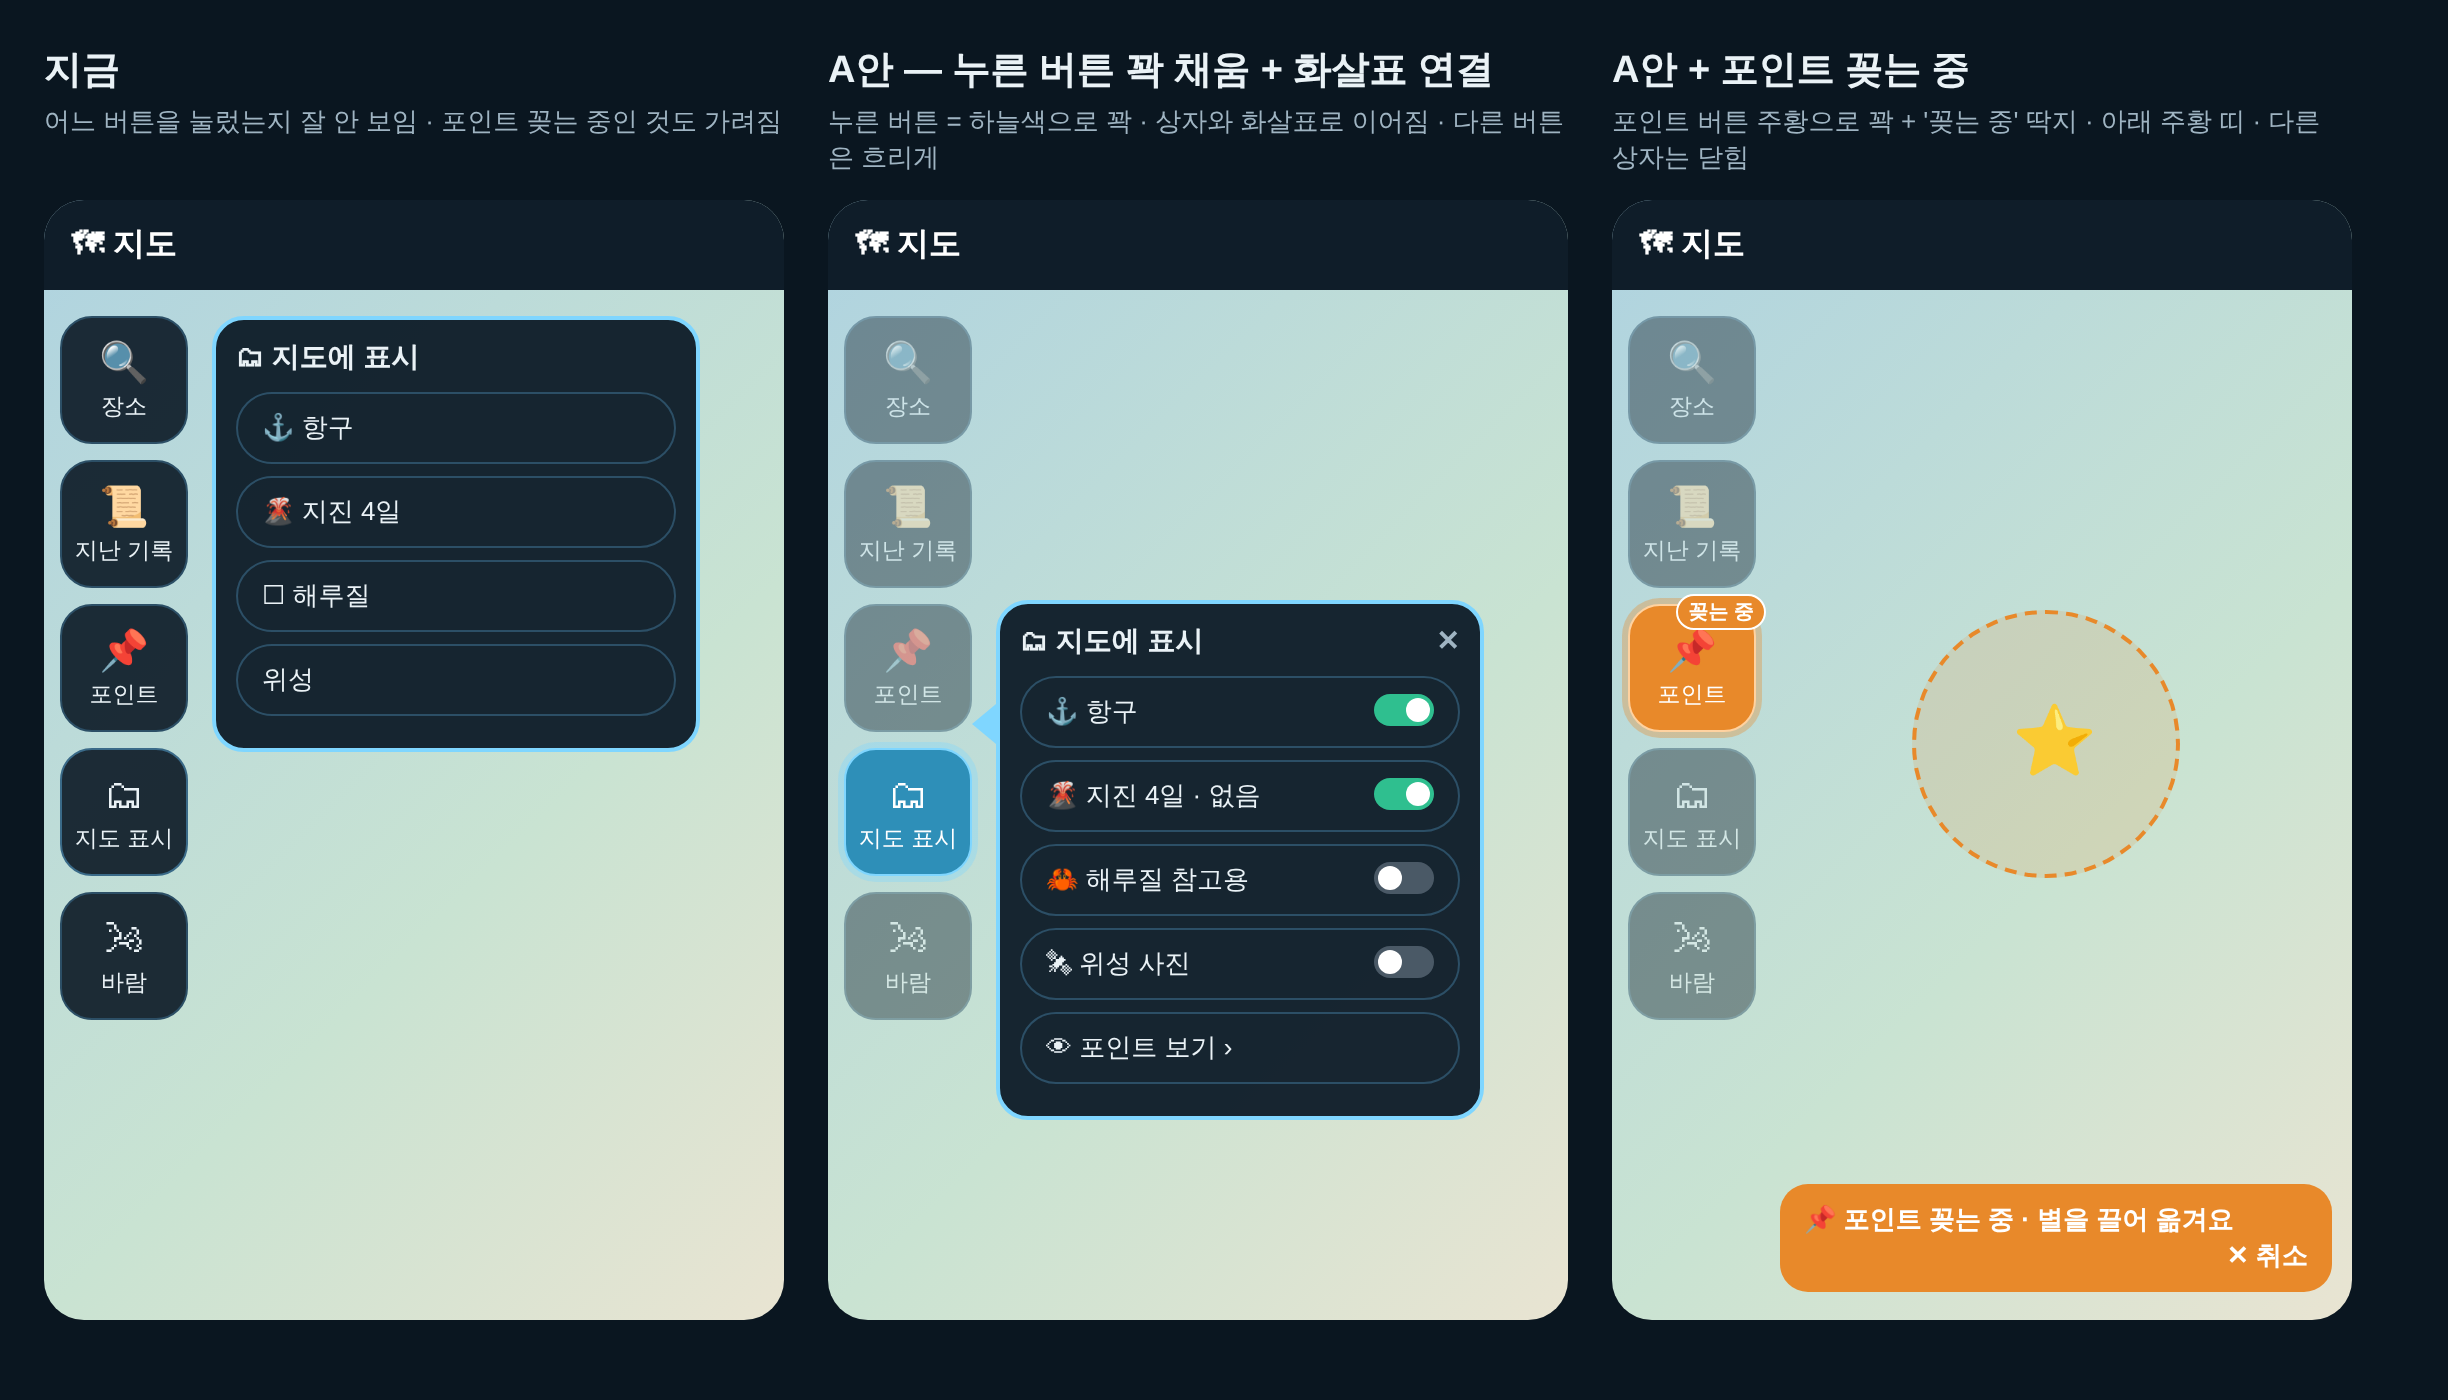 지금
어느 버튼을 눌렀는지 잘 안 보임 · 포인트 꽂는 중인 것도 가려짐
지도
장소
지난 기록
포인트
지도 표시
바람
지도에 표시
항구
지진 4일
해루질
위성
A안 — 누른 버튼 꽉 채움 + 화살표 연결
누른 버튼 = 하늘색으로 꽉 · 상자와 화살표로 이어짐 · 다른 버튼
은 흐리게
지도
장소
지난 기록
포인트
지도 표시
바람
지도에 표시 ✕
항구
지진 4일 · 없음
해루질 참고용
위성 사진
포인트 보기 ›
A안 + 포인트 꽂는 중
포인트 버튼 주황으로 꽉 + '꽂는 중' 딱지 · 아래 주황 띠 · 다른
상자는 닫힘
지도
장소
지난 기록
꽂는 중
포인트
지도 표시
바람
포인트 꽂는 중 · 별을 끌어 옮겨요
✕ 취소